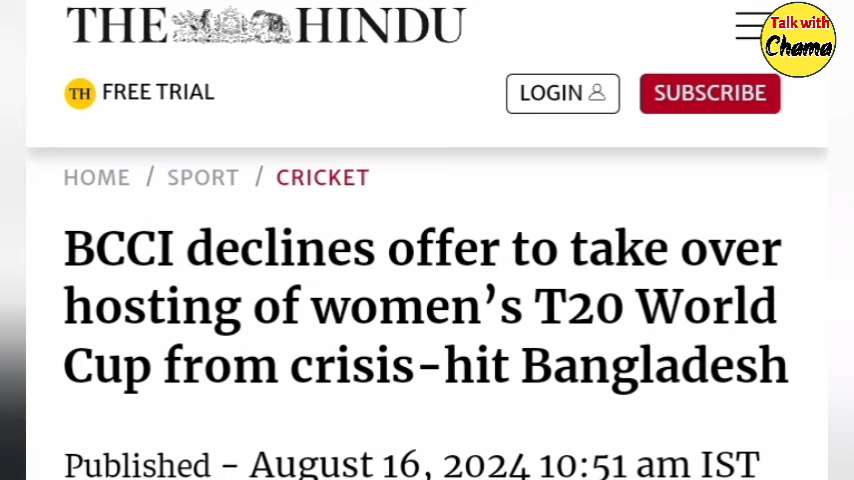 THE HINDU
Talk with
Chama
TH FREE TRIAL
LOGIN
SUBSCRIBE
HOME / SPORT / CRICKET
BCCI declines offer to take over
hosting of women’s T20 World
Cup from crisis-hit Bangladesh
Published - August 16, 2024 10:51 am IST